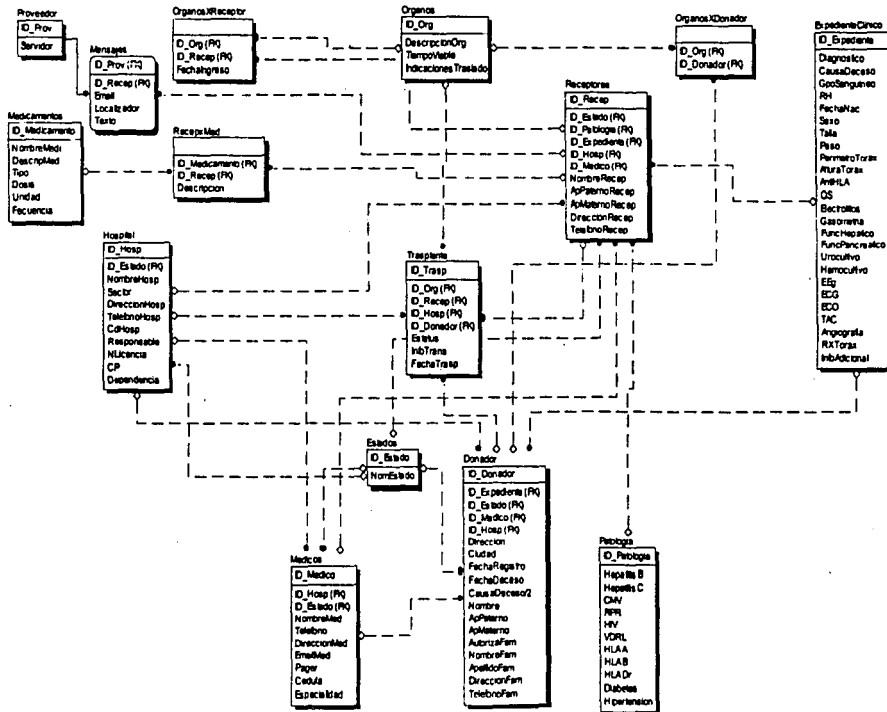 Proveedor
ID_Prov
Servidor
Mensajes
ID_Prov (FK)
ID_Recep (FK)
Email
Localizador
Texto
OrganosXReceptor
ID_Org (FK)
ID_Recep (FK)
FechaIngreso
Organos
ID_Org
DescripcionOrg
TiempoViable
IndicacionesTraslado
OrganosXDonador
ID_Org (FK)
ID_Donador (FK)
ExpedienteClinico
ID_Expediente
Diagnostico
CausaDeceso
GpoSanguineo
RH
FechaNac
Sexo
Talla
Peso
PerimetroTorax
AlturaTorax
AntiHLA
QS
Electrolitos
Gasometria
FuncHepatico
FuncPancreatico
Urocultivo
Hemocultivo
EEg
ECG
ECO
TAC
Angiografia
RXTorax
InfoAdicional
Medicamentos
ID_Medicamento
NombreMedi
DescripMed
Tipo
Dosis
Unidad
Fecuencia
RecepxMed
ID_Medicamento (FK)
ID_Recep (FK)
Descripcion
Receptores
ID_Recep
ID_Estado (FK)
ID_Patologia (FK)
ID_Expediente (FK)
ID_Hosp (FK)
ID_Medico (FK)
NombreRecep
ApPaternoRecep
ApMaternoRecep
DireccionRecep
TelefonoRecep
Hospital
ID_Hosp
ID_Estado (FK)
NombreHosp
Sector
DireccionHosp
TelefonoHosp
CdHosp
Responsable
NLicencia
CP
Dependencia
Trasplante
ID_Trasp
ID_Org (FK)
ID_Recep (FK)
ID_Hosp (FK)
ID_Donador (FK)
Estatus
InfoTrans
FechaTrasp
Estados
ID_Estado
NomEstado
Donador
ID_Donador
ID_Expediente (FK)
ID_Estado (FK)
ID_Medico (FK)
ID_Hosp (FK)
Direccion
Ciudad
FechaRegistro
FechaDeceso
CausaDeceso2
Nombre
ApPaterno
ApMaterno
AutorizaFam
NombreFam
ApellidoFam
DireccionFam
TelefonoFam
Medicos
ID_Medico
ID_Hosp (FK)
ID_Estado (FK)
NombreMed
Telefono
DireccionMed
EmailMed
Pager
Cedula
Especialidad
Patologia
ID_Patologia
Hepatitis B
Hepatitis C
CMV
RPR
HIV
VDRL
HLAA
HLAB
HLADr
Diabetes
Hipertension